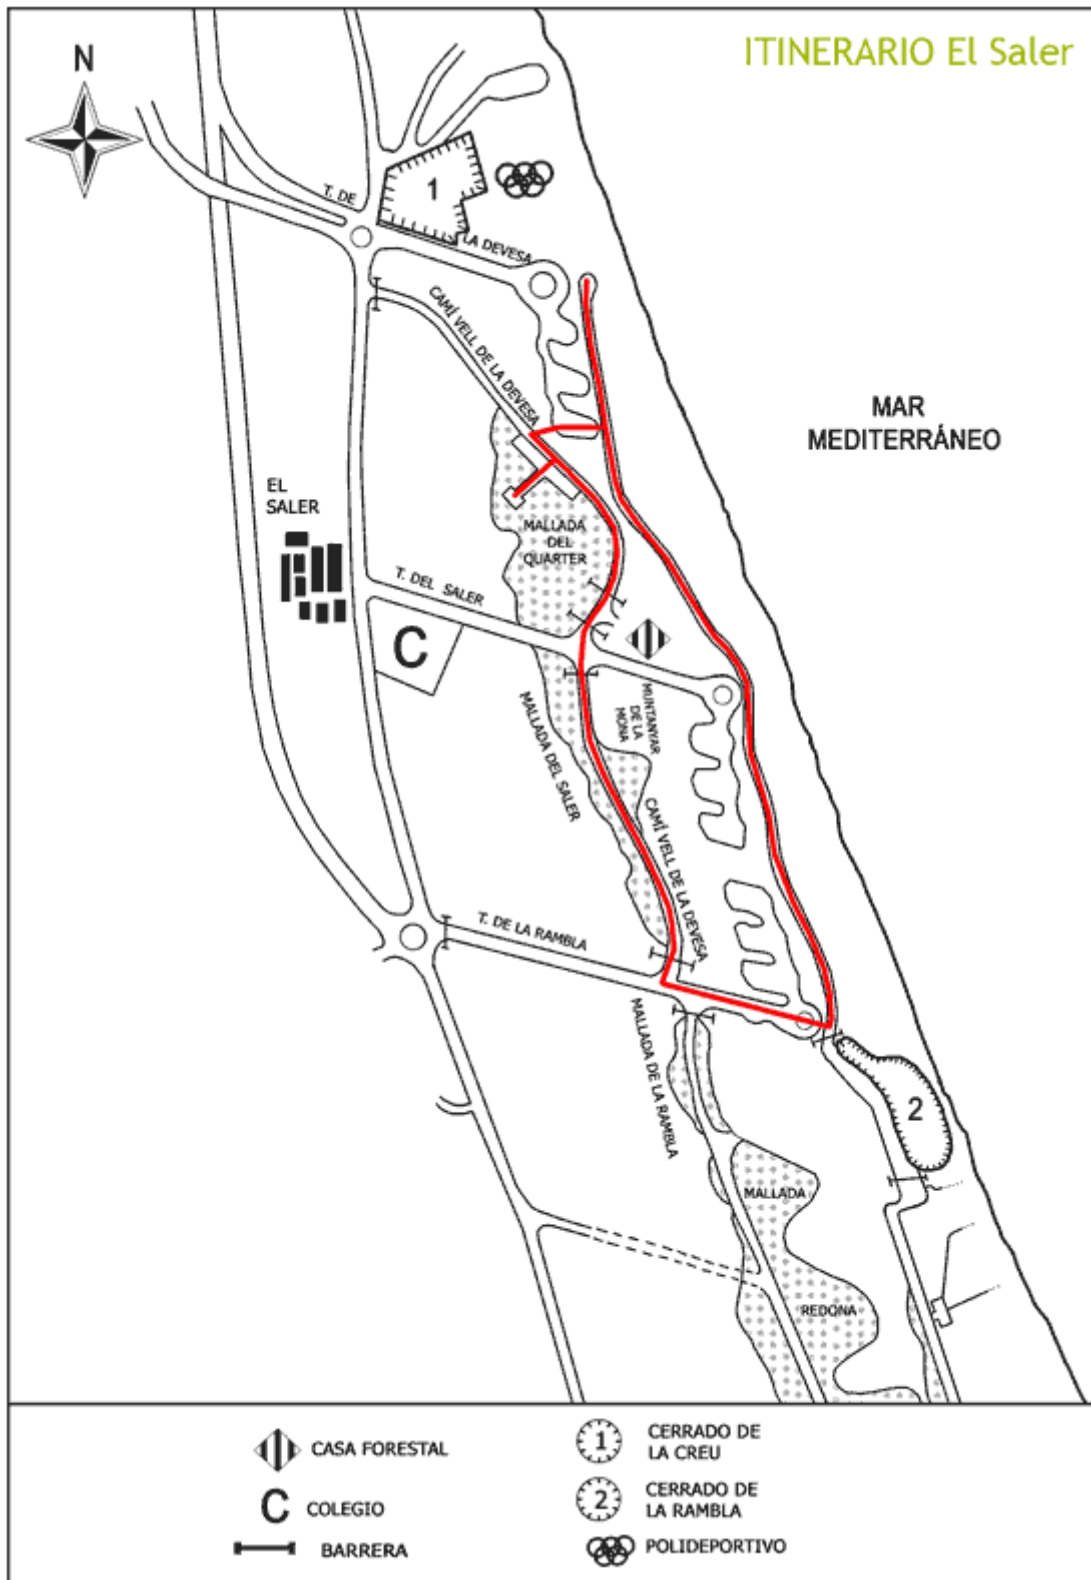 ITINERARIO El Saler
N
1
T. DE
LA DEVESA
CAMÍ VELL DE LA DEVESA
MAR
MEDITERRÁNEO
EL
SALER
MALLADA
DEL
QUARTER
T. DEL SALER
C
MUNTANYAR
DE LA
MONA
MALLADA DEL SALER
CAMÍ VELL DE LA DEVESA
T. DE LA RAMBLA
MALLADA DE LA RAMBLA
2
MALLADA
REDONA
CASA FORESTAL
C COLEGIO
BARRERA
1 CERRADO DE
LA CREU
2 CERRADO DE
LA RAMBLA
POLIDEPORTIVO